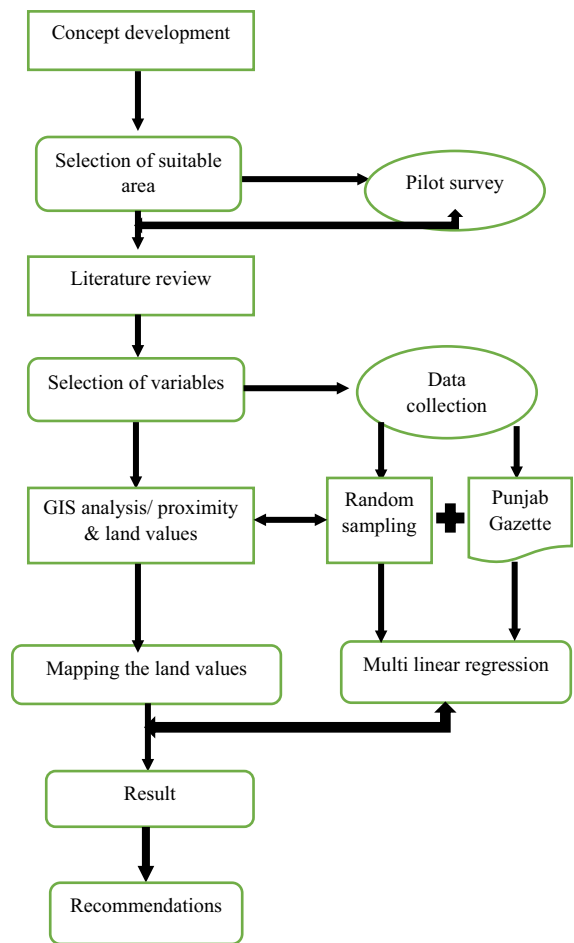 Concept development
Selection of suitable
area
Pilot survey
Literature review
Selection of variables
Data
collection
GIS analysis/ proximity
& land values
Random
sampling
Punjab
Gazette
Mapping the land values
Multi linear regression
Result
Recommendations